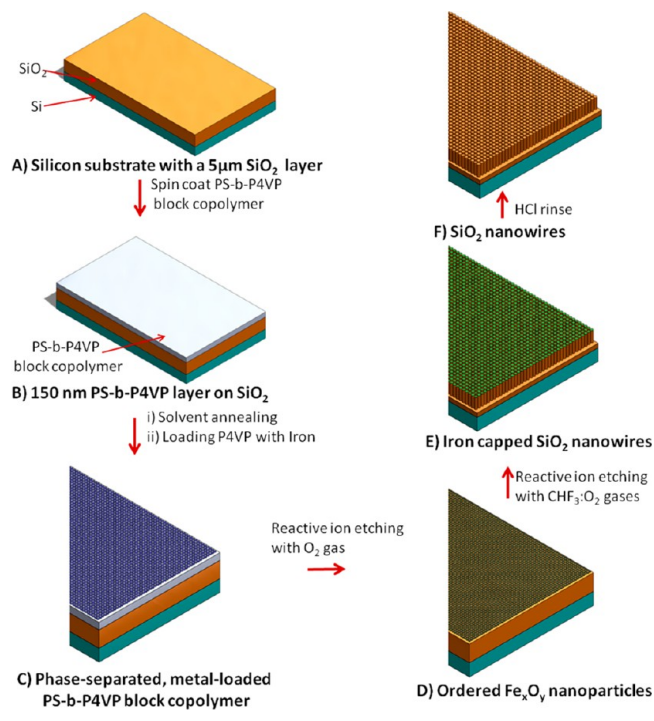 SiO₂
Si
A) Silicon substrate with a 5μm SiO₂ layer
Spin coat PS-b-P4VP
block copolymer
PS-b-P4VP
block copolymer
B) 150 nm PS-b-P4VP layer on SiO₂
i) Solvent annealing
ii) Loading P4VP with Iron
C) Phase-separated, metal-loaded
PS-b-P4VP block copolymer
Reactive ion etching
with O₂ gas
D) Ordered FeₓOᵧ nanoparticles
Reactive ion etching
with CHF₃:O₂ gases
E) Iron capped SiO₂ nanowires
HCl rinse
F) SiO₂ nanowires